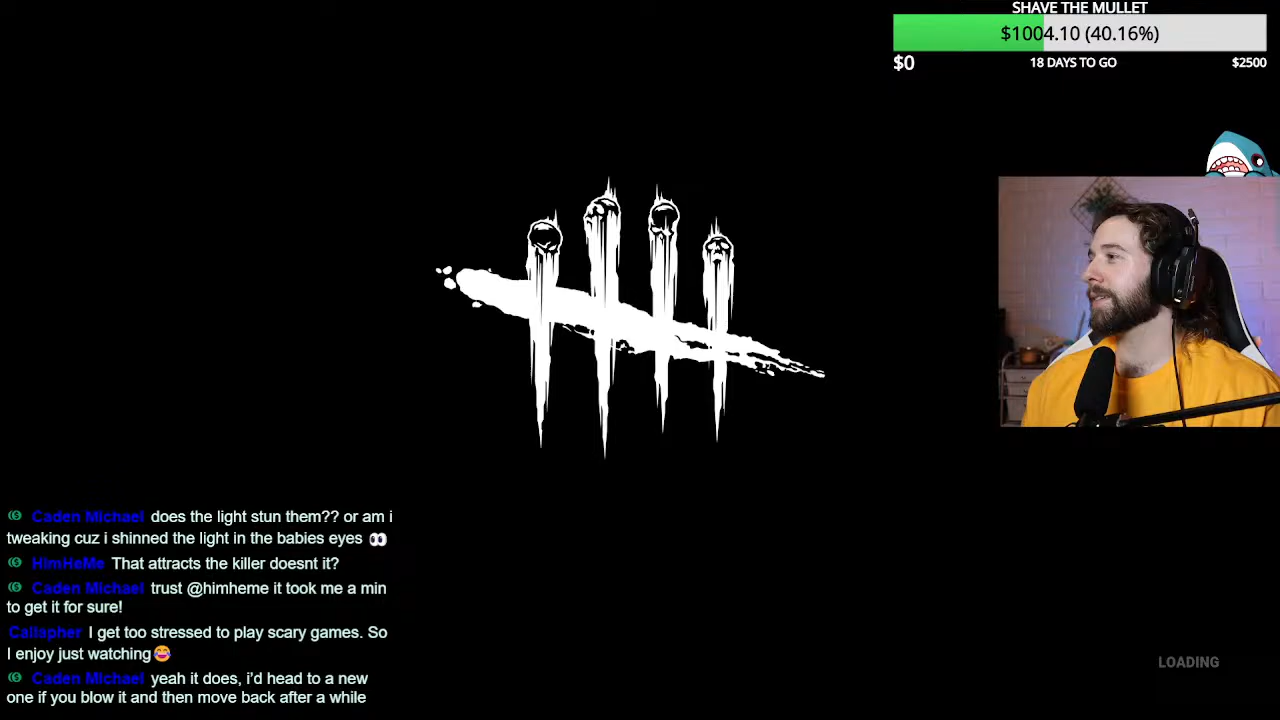 SHAVE THE MULLET
$1004.10 (40.16%)
$0 18 DAYS TO GO $2500
Caden Michael does the light stun them?? or am i
tweaking cuz i shinned the light in the babies eyes 👀
HimHeMe That attracts the killer doesnt it?
Caden Michael trust @himheme it took me a min
to get it for sure!
Callapher I get too stressed to play scary games. So
I enjoy just watching😂
Caden Michael yeah it does, i'd head to a new
one if you blow it and then move back after a while
LOADING